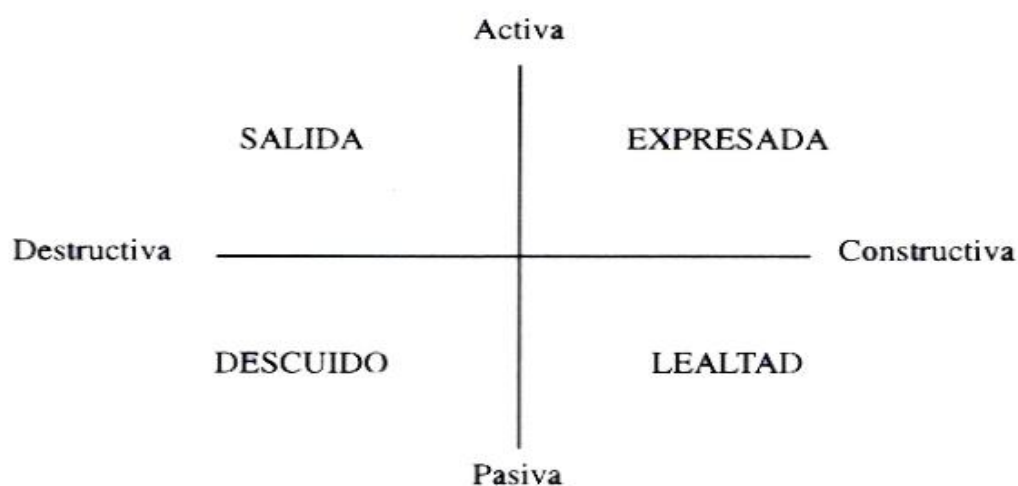 Activa
SALIDA EXPRESADA
Destructiva Constructiva
DESCUIDO LEALTAD
Pasiva